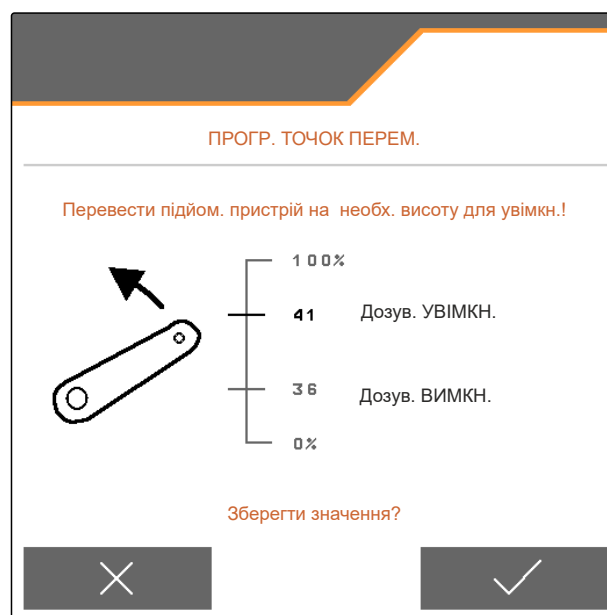 ПРОГР. ТОЧОК ПЕРЕМ.
Перевести підйом. пристрій на необх. висоту для увімкн.!
100%
41 Дозув. УВІМКН.
36 Дозув. ВИМКН.
0%
Зберегти значення?